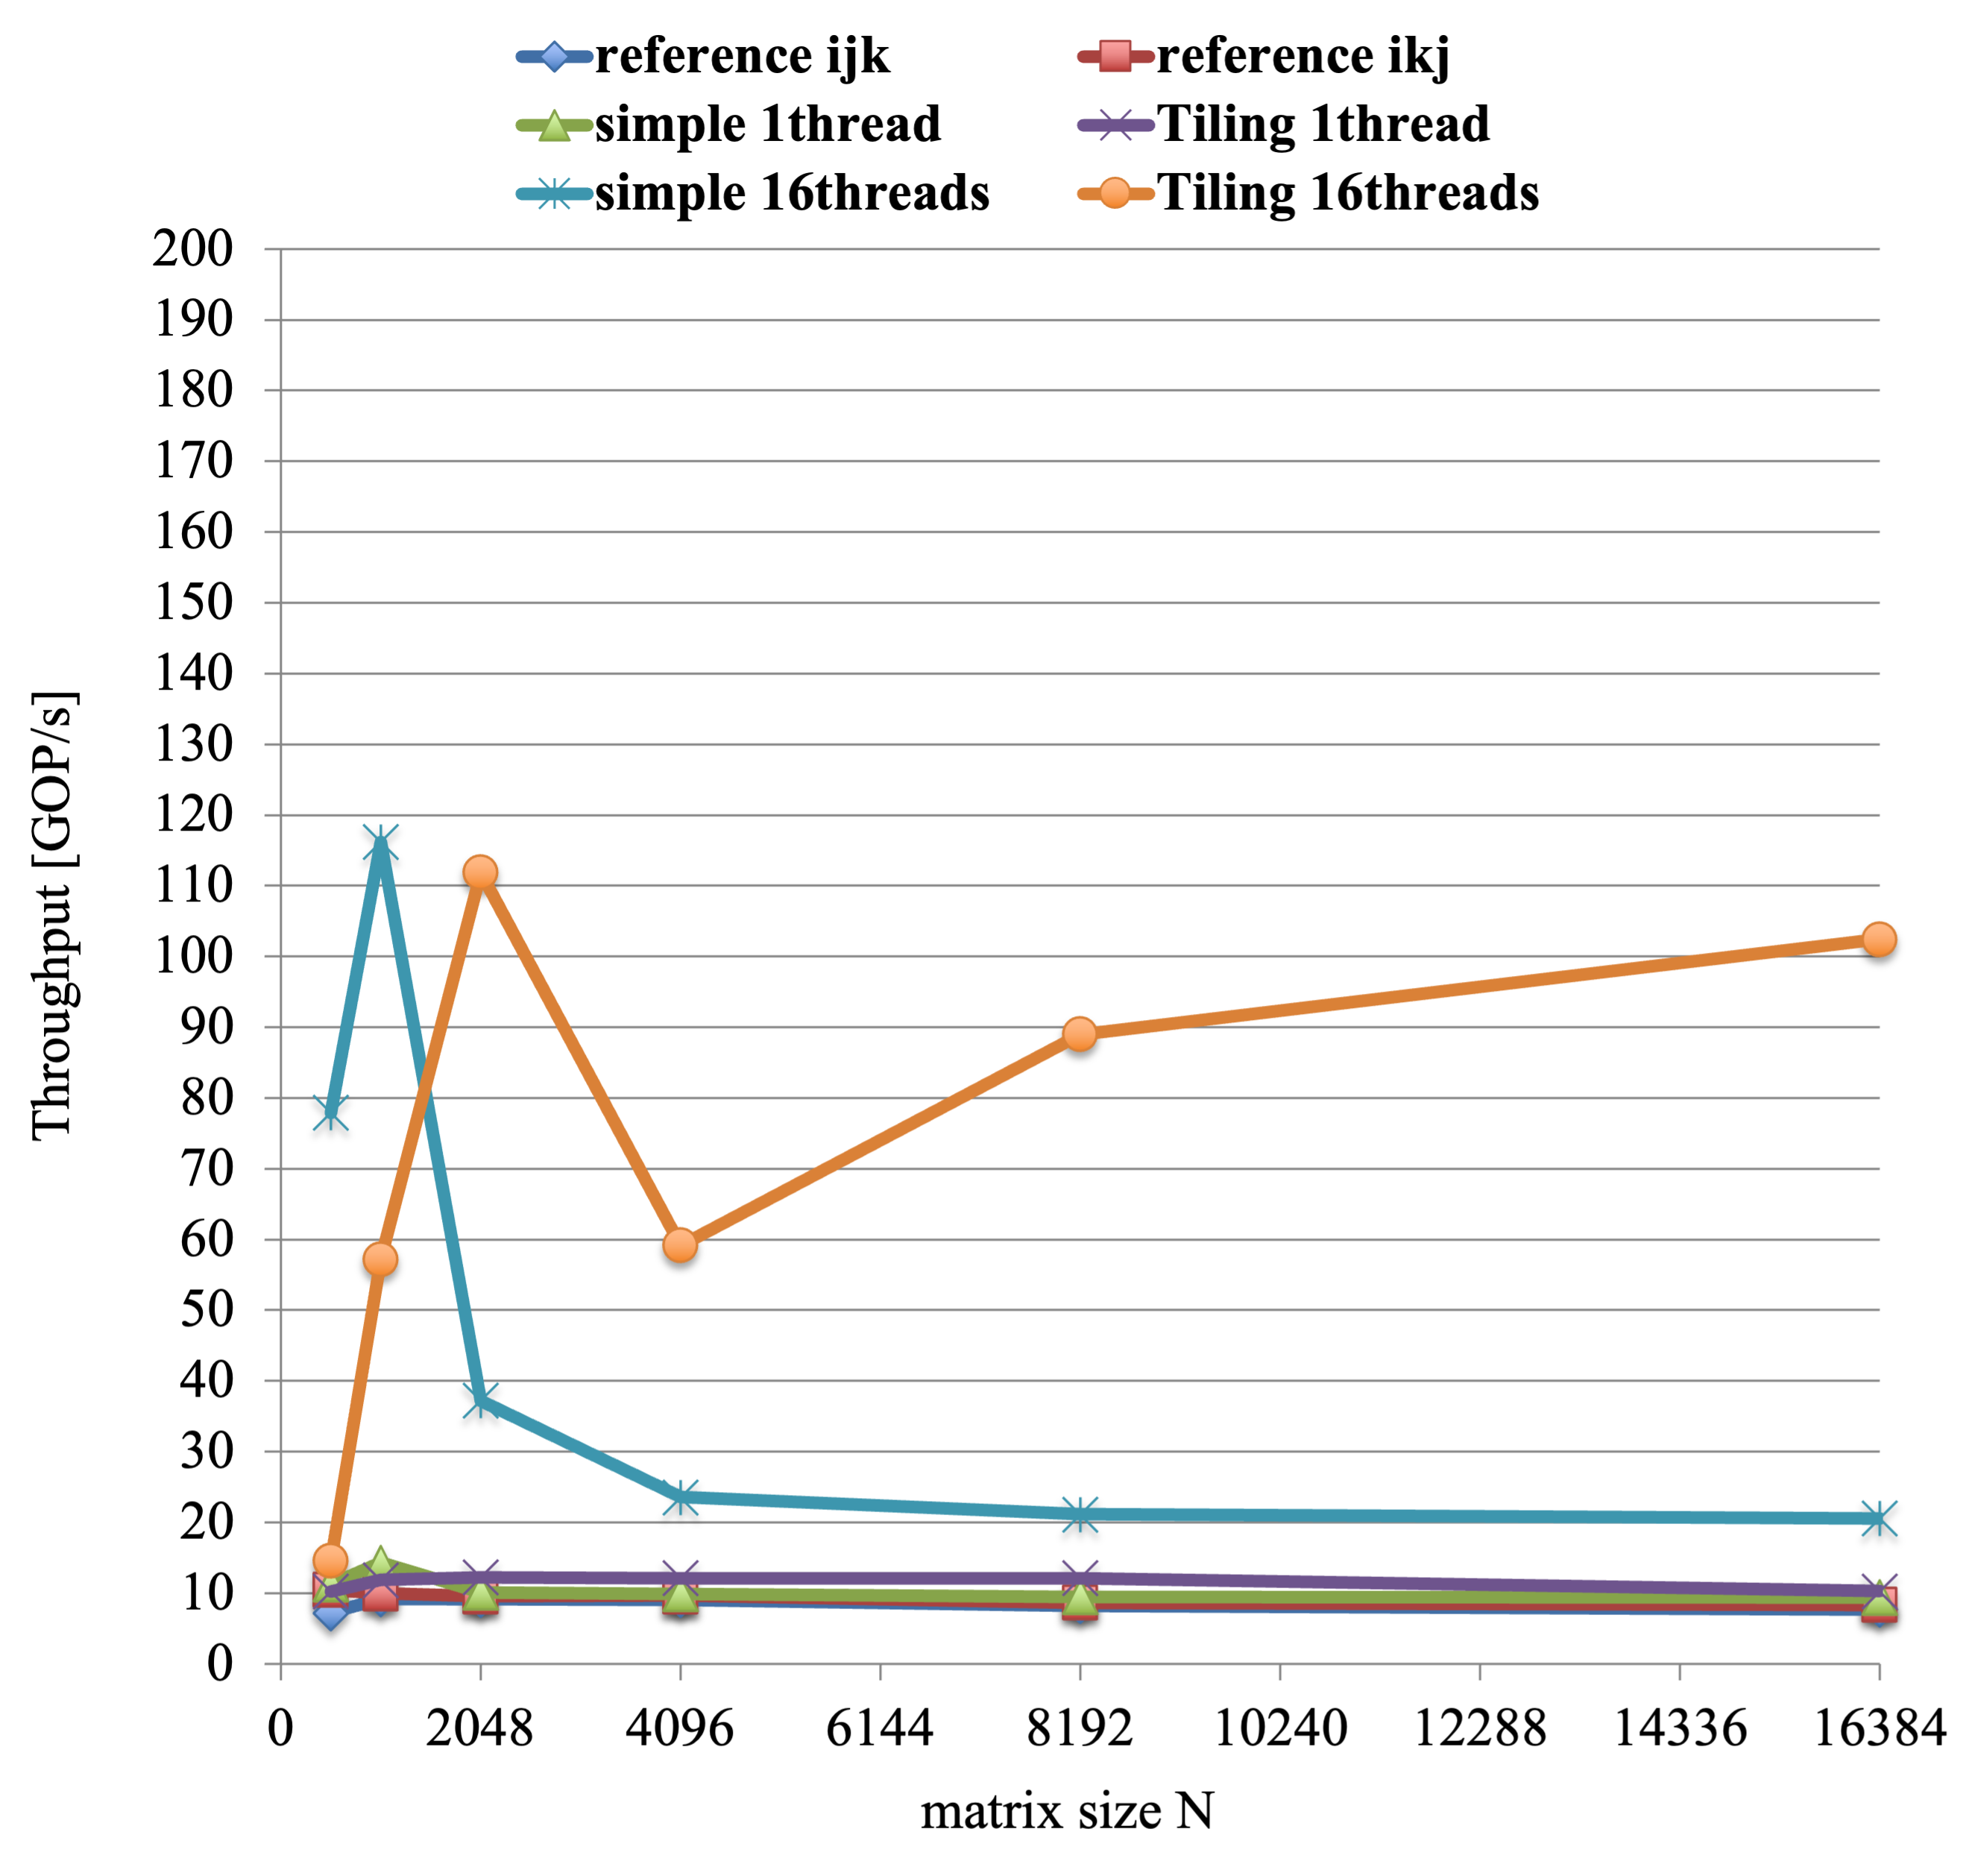 reference ijk
reference ikj
simple 1thread
Tiling 1thread
simple 16threads
Tiling 16threads
200
190
180
170
160
150
140
130
120
110
100
90
80
70
60
50
40
30
20
10
0
Throughput [GOP/s]
0 2048 4096 6144 8192 10240 12288 14336 16384
matrix size N